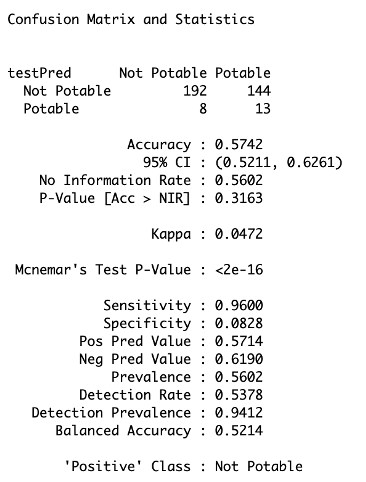 Confusion Matrix and Statistics
testPred Not Potable Potable
Not Potable 192 144
Potable 8 13
Accuracy : 0.5742
95% CI : (0.5211, 0.6261)
No Information Rate : 0.5602
P-Value [Acc > NIR] : 0.3163
Kappa : 0.0472
Mcnemar's Test P-Value : <2e-16
Sensitivity : 0.9600
Specificity : 0.0828
Pos Pred Value : 0.5714
Neg Pred Value : 0.6190
Prevalence : 0.5602
Detection Rate : 0.5378
Detection Prevalence : 0.9412
Balanced Accuracy : 0.5214
'Positive' Class : Not Potable